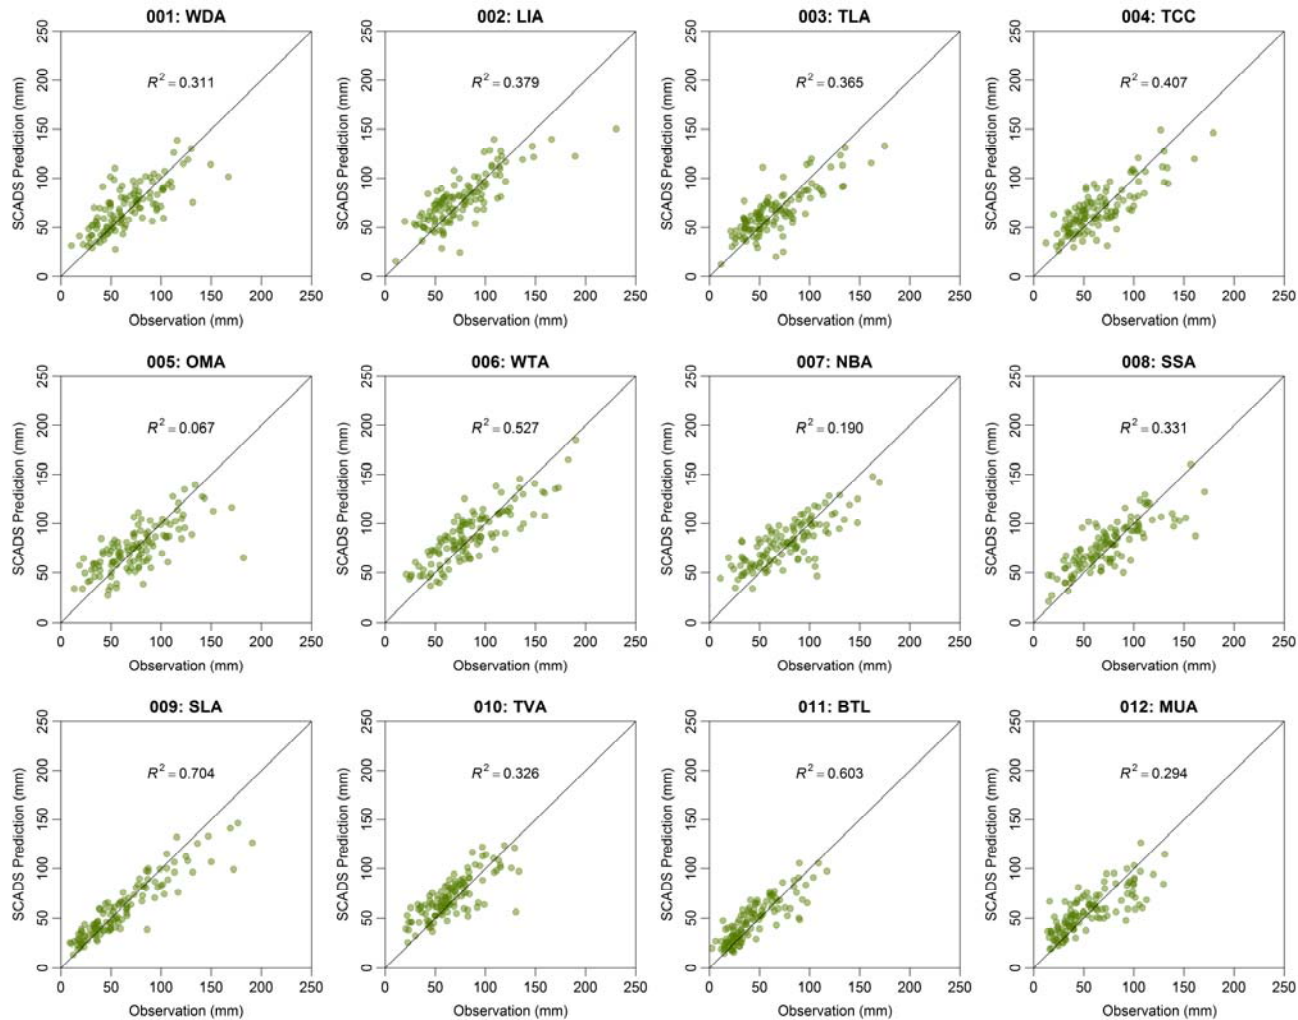 001: WDA
002: LIA
003: TLA
004: TCC
SCADS Prediction (mm)
0 50 100 150 200 250
R² = 0.311
0 50 100 150 200 250
Observation (mm)
SCADS Prediction (mm)
0 50 100 150 200 250
R² = 0.379
0 50 100 150 200 250
Observation (mm)
SCADS Prediction (mm)
0 50 100 150 200 250
R² = 0.365
0 50 100 150 200 250
Observation (mm)
SCADS Prediction (mm)
0 50 100 150 200 250
R² = 0.407
0 50 100 150 200 250
Observation (mm)
005: OMA
006: WTA
007: NBA
008: SSA
SCADS Prediction (mm)
0 50 100 150 200 250
R² = 0.067
0 50 100 150 200 250
Observation (mm)
SCADS Prediction (mm)
0 50 100 150 200 250
R² = 0.527
0 50 100 150 200 250
Observation (mm)
SCADS Prediction (mm)
0 50 100 150 200 250
R² = 0.190
0 50 100 150 200 250
Observation (mm)
SCADS Prediction (mm)
0 50 100 150 200 250
R² = 0.331
0 50 100 150 200 250
Observation (mm)
009: SLA
010: TVA
011: BTL
012: MUA
SCADS Prediction (mm)
0 50 100 150 200 250
R² = 0.704
0 50 100 150 200 250
Observation (mm)
SCADS Prediction (mm)
0 50 100 150 200 250
R² = 0.326
0 50 100 150 200 250
Observation (mm)
SCADS Prediction (mm)
0 50 100 150 200 250
R² = 0.603
0 50 100 150 200 250
Observation (mm)
SCADS Prediction (mm)
0 50 100 150 200 250
R² = 0.294
0 50 100 150 200 250
Observation (mm)